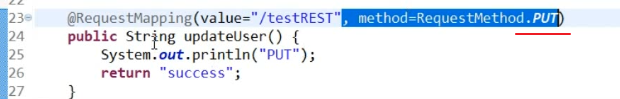 23 @RequestMapping(value="/testREST", method=RequestMethod.PUT)
24 public String updateUser() {
25 System.out.println("PUT");
26 return "success";
27 }